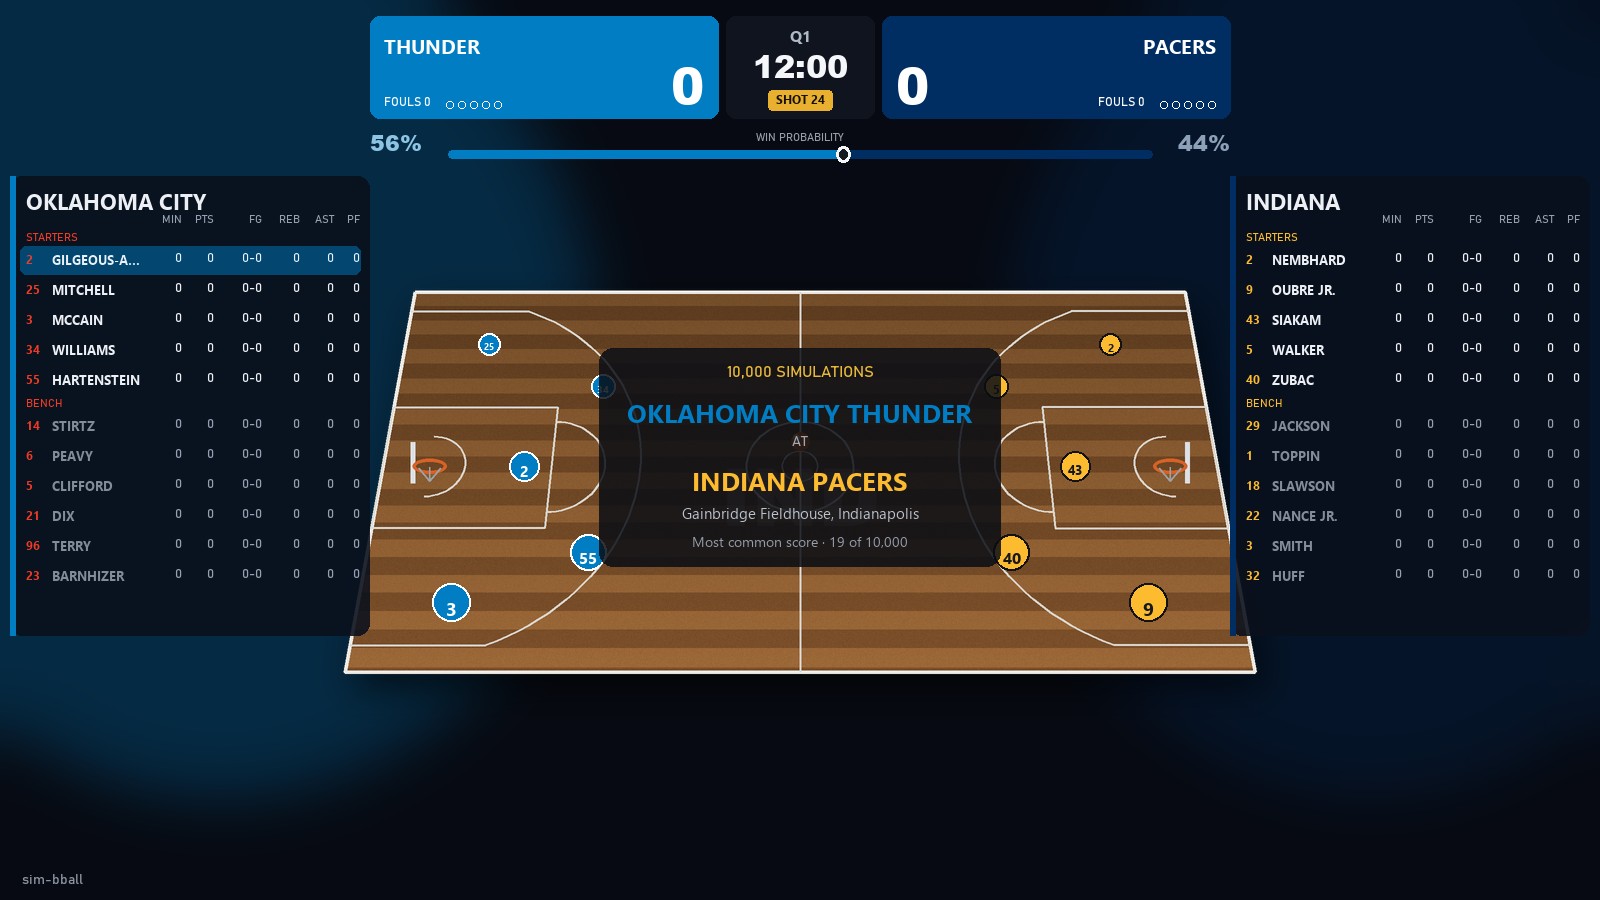 THUNDER
0
FOULS 0
Q1
12:00
SHOT 24
PACERS
0
FOULS 0
56%
WIN PROBABILITY
44%
OKLAHOMA CITY
MIN PTS FG REB AST PF
STARTERS
2 GILGEOUS-A... 0 0 0-0 0 0 0
25 MITCHELL 0 0 0-0 0 0 0
3 MCCAIN 0 0 0-0 0 0 0
34 WILLIAMS 0 0 0-0 0 0 0
55 HARTENSTEIN 0 0 0-0 0 0 0
BENCH
14 STIRTZ 0 0 0-0 0 0 0
6 PEAVY 0 0 0-0 0 0 0
5 CLIFFORD 0 0 0-0 0 0 0
21 DIX 0 0 0-0 0 0 0
96 TERRY 0 0 0-0 0 0 0
23 BARNHIZER 0 0 0-0 0 0 0
25
34
2
55
3
10,000 SIMULATIONS
OKLAHOMA CITY THUNDER
AT
INDIANA PACERS
Gainbridge Fieldhouse, Indianapolis
Most common score · 19 of 10,000
2
5
43
40
9
INDIANA
MIN PTS FG REB AST PF
STARTERS
2 NEMBHARD 0 0 0-0 0 0 0
9 OUBRE JR. 0 0 0-0 0 0 0
43 SIAKAM 0 0 0-0 0 0 0
5 WALKER 0 0 0-0 0 0 0
40 ZUBAC 0 0 0-0 0 0 0
BENCH
29 JACKSON 0 0 0-0 0 0 0
1 TOPPIN 0 0 0-0 0 0 0
18 SLAWSON 0 0 0-0 0 0 0
22 NANCE JR. 0 0 0-0 0 0 0
3 SMITH 0 0 0-0 0 0 0
32 HUFF 0 0 0-0 0 0 0
sim-bball